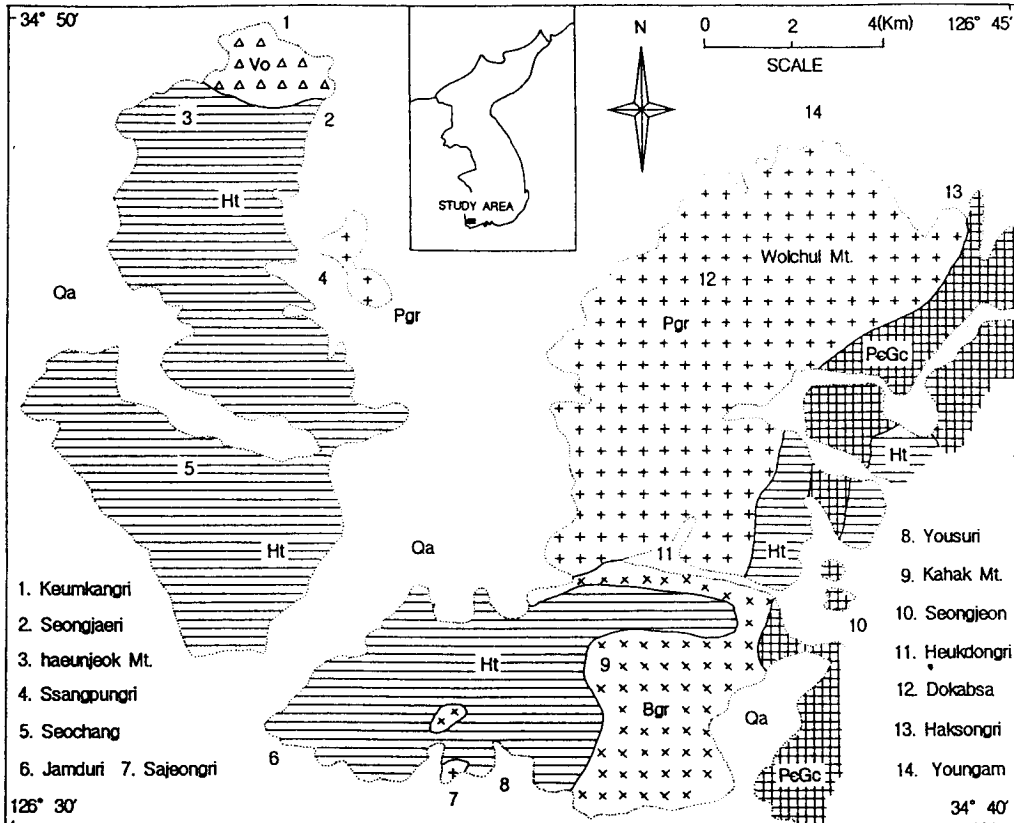 34° 50′
1
N
0 2 4(Km)
126° 45′
SCALE
Vo
3
2
14
Ht
STUDY AREA
13
Wolchul Mt.
4
12
Qa
Pgr
Pgr
PeGc
5
Ht
Ht
Qa
11
Ht
8. Yousuri
1. Keumkangri
9. Kahak Mt.
2. Seongjaeri
10
10. Seongjeon
3. haeunjeok Mt.
Ht
9
11. Heukdongri
4. Ssangpungri
Bgr
Qa
12. Dokabsa
5. Seochang
13. Haksongri
6. Jamduri 7. Sajeongri
6
8
PeGc
14. Youngam
7
126° 30′
34° 40′